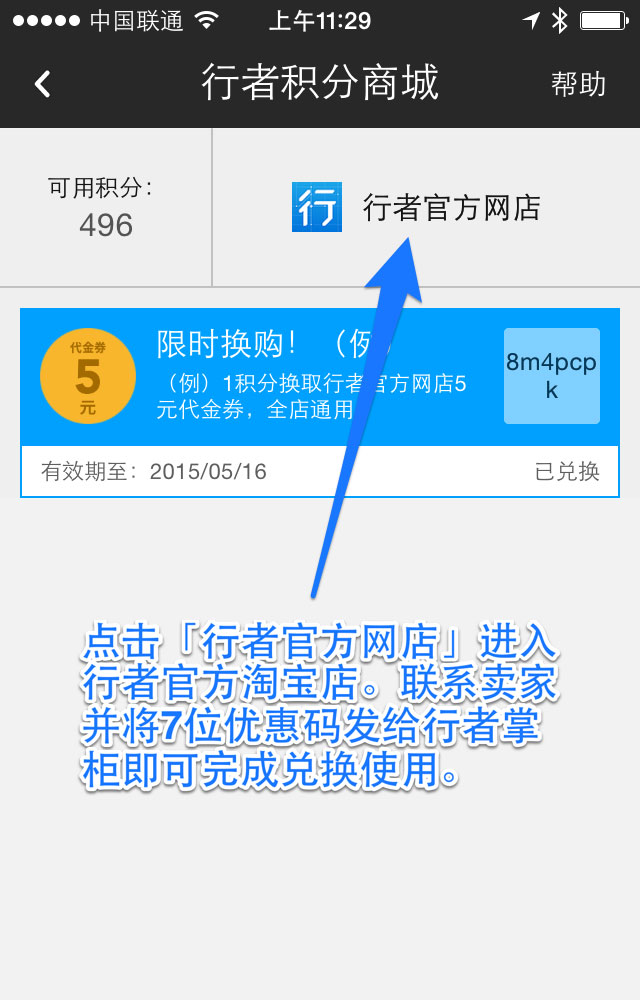 中国联通
上午11:29
行者积分商城
帮助
可用积分：
496
行
行者官方网店
代金券
5
元
限时换购！（例）
（例）1积分换取行者官方网店5
元代金券，全店通用
8m4pcp
k
有效期至：2015/05/16
已兑换
点击「行者官方网店」进入
行者官方淘宝店。联系卖家
并将7位优惠码发给行者掌
柜即可完成兑换使用。